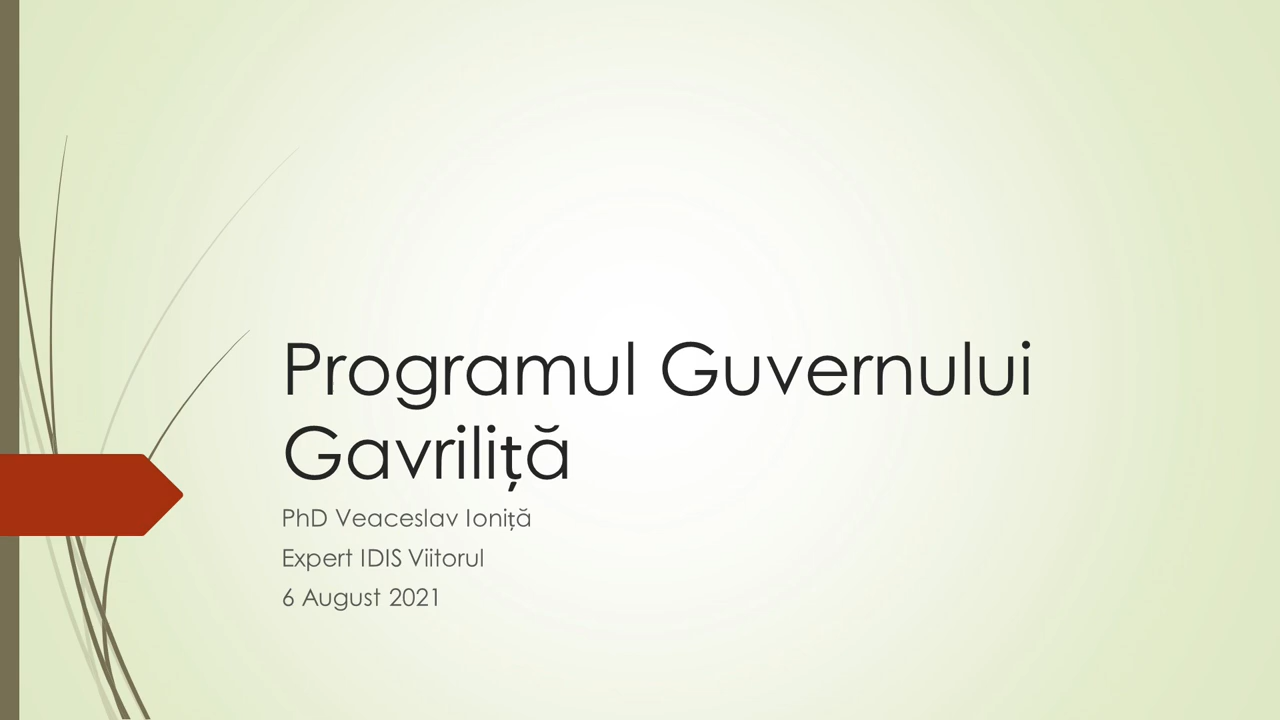 Programul Guvernului
Gavriliță
PhD Veaceslav Ioniță
Expert IDIS Viitorul
6 August 2021